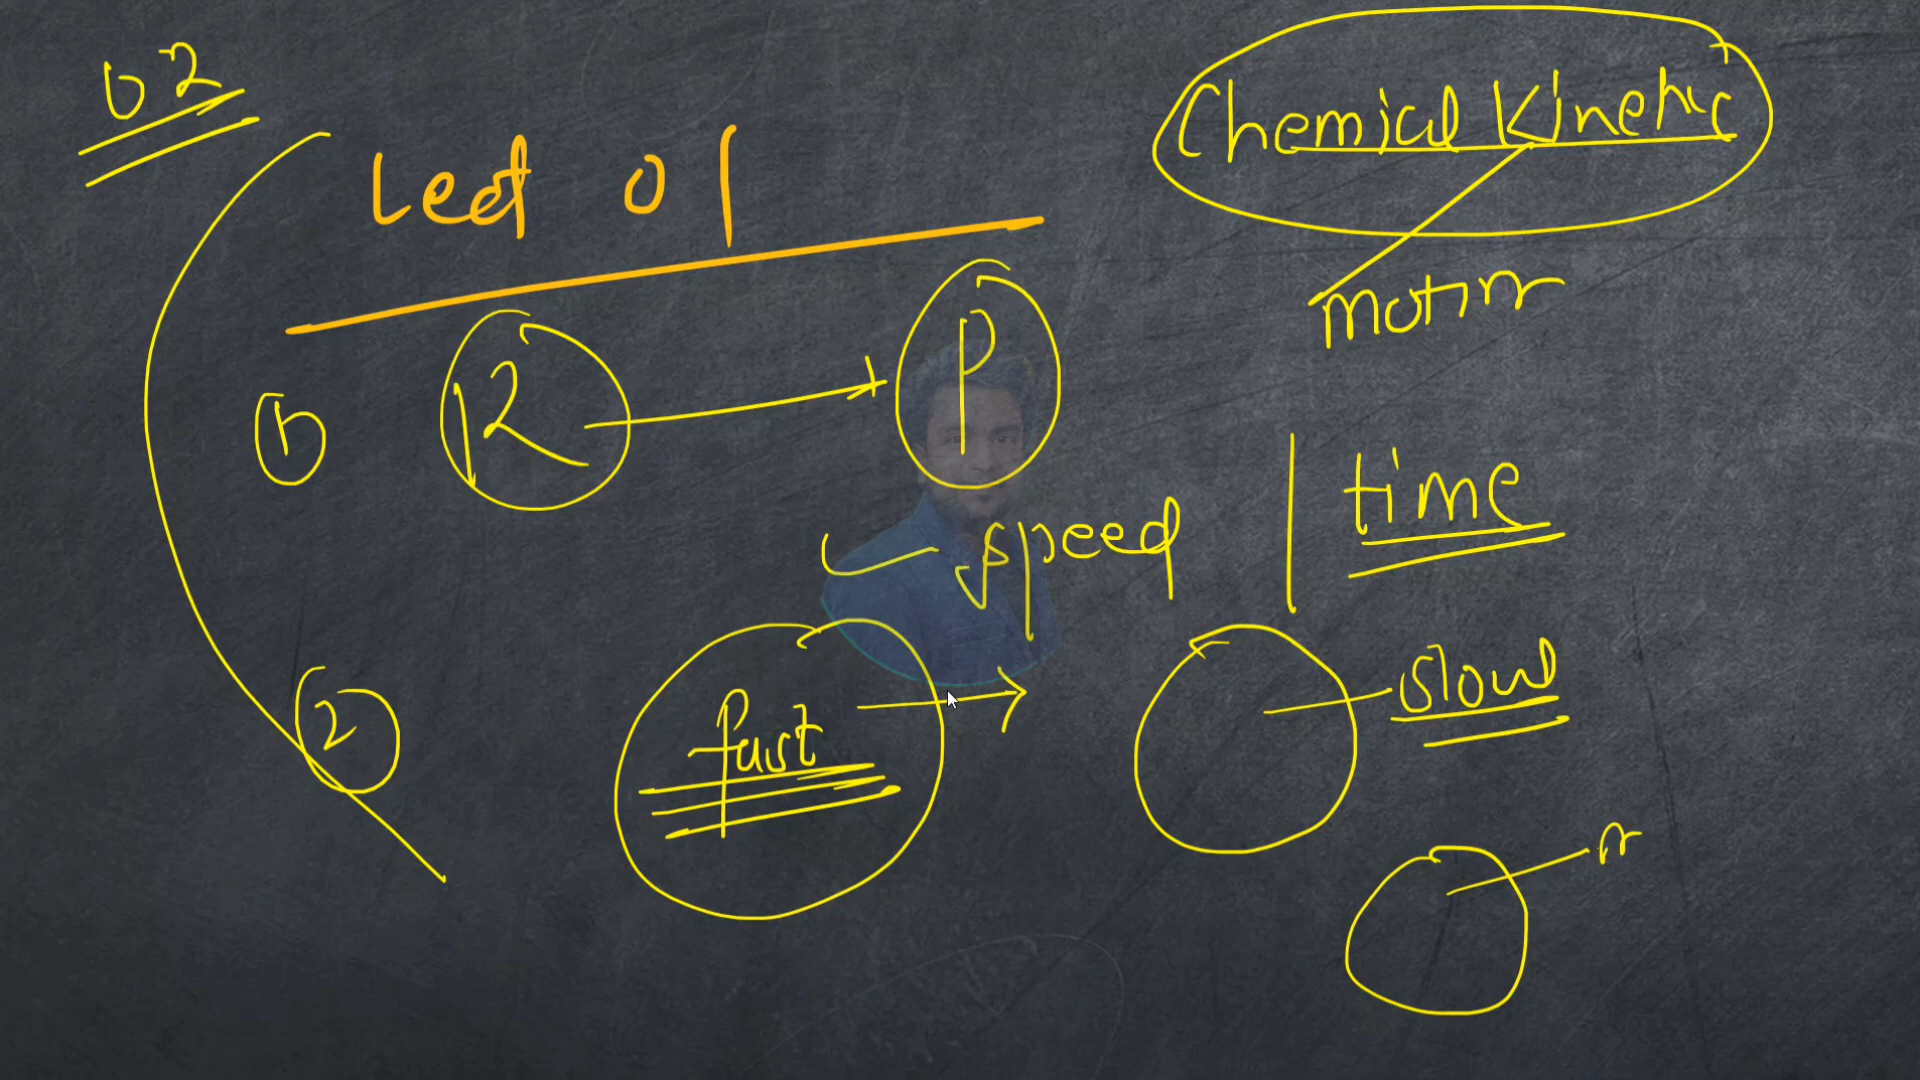 02
Chemical Kinetic
Lect 01
motion
1 R → P
speed | time
2 fast → slow
m